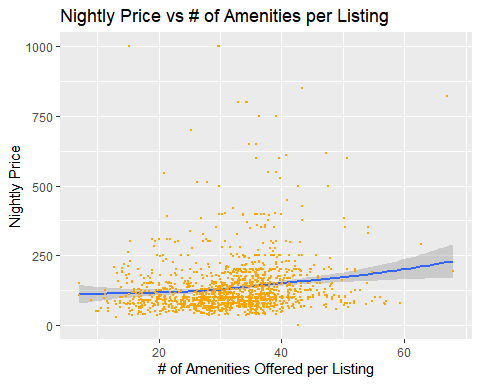 Nightly Price vs # of Amenities per Listing
1000
750
500
250
0
Nightly Price
20 40 60
# of Amenities Offered per Listing